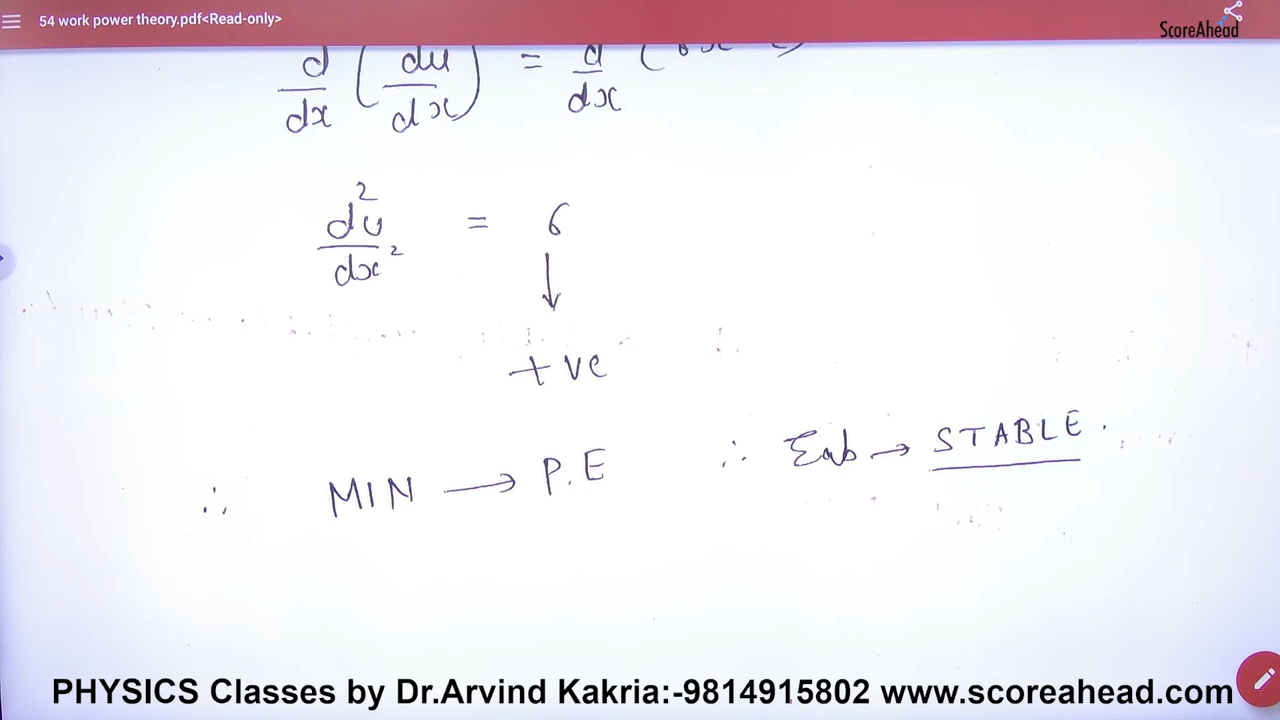 54 work power theory.pdf<Read-only>
ScoreAhead
d/dx (du/dx) = d/dx (
d²u/dx² = 6
↓
+ve
∴ MIN → P.E ∴ Eqb → STABLE.
PHYSICS Classes by Dr.Arvind Kakria:-9814915802 www.scoreahead.com